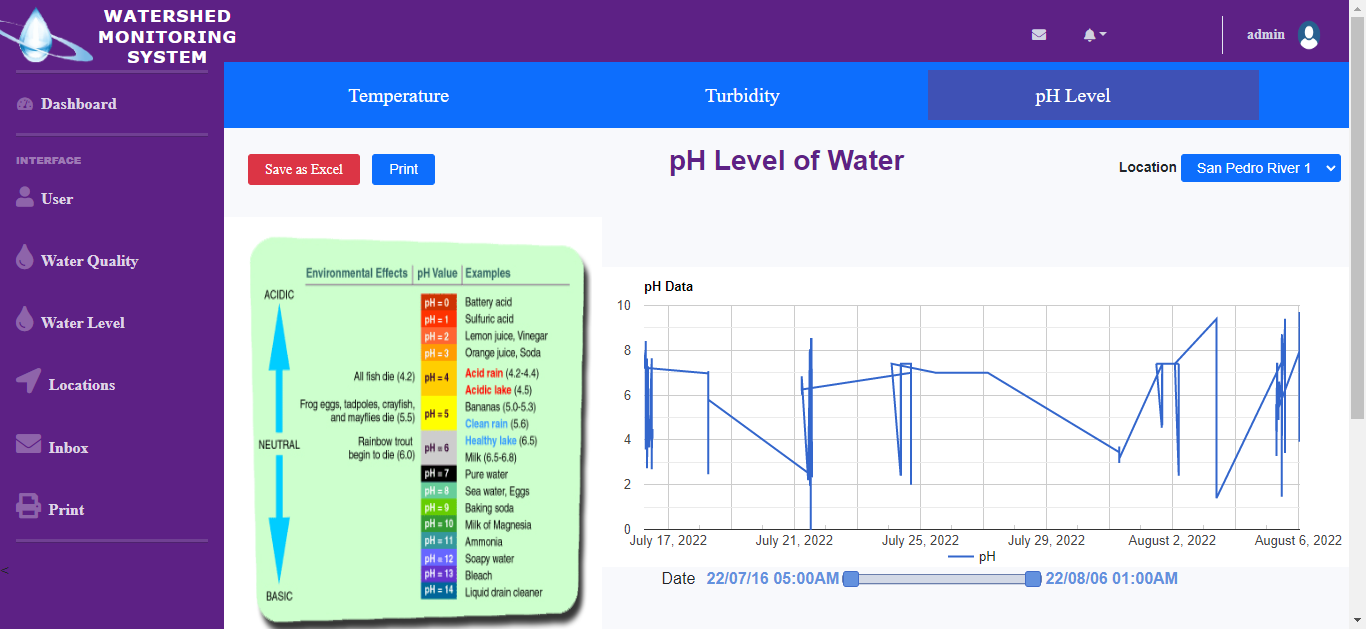 WATERSHED
MONITORING
SYSTEM
admin
Dashboard
INTERFACE
User
Water Quality
Water Level
Locations
Inbox
Print
<
Temperature
Turbidity
pH Level
Save as Excel
Print
pH Level of Water
Location
San Pedro River 1
Environmental Effects
pH Value
Examples
ACIDIC
pH = 0
Battery acid
pH = 1
Sulfuric acid
pH = 2
Lemon juice, Vinegar
pH = 3
Orange juice, Soda
All fish die (4.2)
pH = 4
Acid rain (4.2-4.4)
Acidic lake (4.5)
Frog eggs, tadpoles, crayfish,
and mayflies die (5.5)
pH = 5
Bananas (5.0-5.3)
Clean rain (5.6)
NEUTRAL
Rainbow trout
begin to die (6.0)
pH = 6
Healthy lake (6.5)
Milk (6.5-6.8)
pH = 7
Pure water
pH = 8
Sea water, Eggs
pH = 9
Baking soda
pH = 10
Milk of Magnesia
pH = 11
Ammonia
pH = 12
Soapy water
pH = 13
Bleach
pH = 14
Liquid drain cleaner
BASIC
pH Data
10
8
6
4
2
0
July 17, 2022
July 21, 2022
July 25, 2022
July 29, 2022
August 2, 2022
August 6, 2022
pH
Date
22/07/16 05:00AM
22/08/06 01:00AM